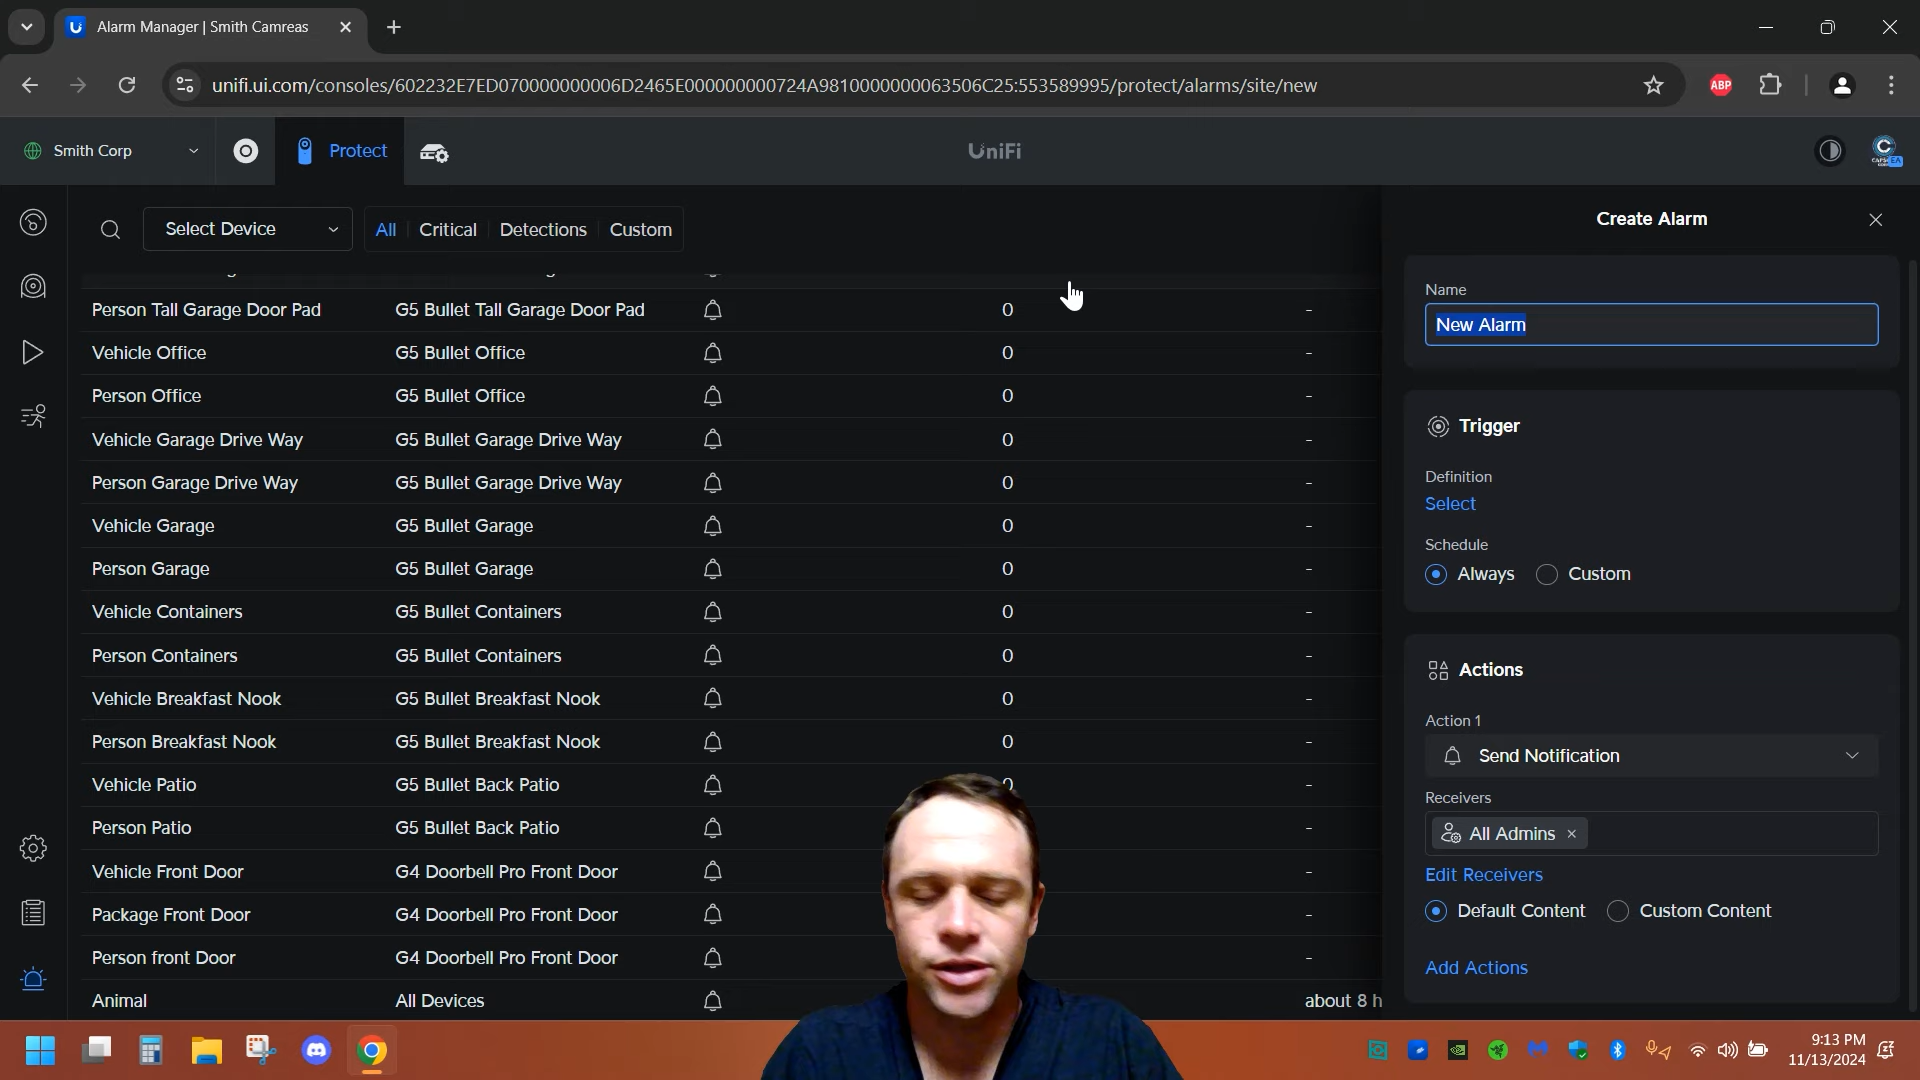 Alarm Manager | Smith Camreas
unifi.ui.com/consoles/602232E7ED070000000006D2465E000000000724A9810000000063506C25:553589995/protect/alarms/site/new
ABP
Smith Corp
Protect
UniFi
EA
Select Device
All
Critical
Detections
Custom
Person Tall Garage Door Pad G5 Bullet Tall Garage Door Pad 0 -
Vehicle Office G5 Bullet Office 0 -
Person Office G5 Bullet Office 0 -
Vehicle Garage Drive Way G5 Bullet Garage Drive Way 0 -
Person Garage Drive Way G5 Bullet Garage Drive Way 0 -
Vehicle Garage G5 Bullet Garage 0 -
Person Garage G5 Bullet Garage 0 -
Vehicle Containers G5 Bullet Containers 0 -
Person Containers G5 Bullet Containers 0 -
Vehicle Breakfast Nook G5 Bullet Breakfast Nook 0 -
Person Breakfast Nook G5 Bullet Breakfast Nook 0 -
Vehicle Patio G5 Bullet Back Patio 0 -
Person Patio G5 Bullet Back Patio -
Vehicle Front Door G4 Doorbell Pro Front Door -
Package Front Door G4 Doorbell Pro Front Door -
Person front Door G4 Doorbell Pro Front Door -
Animal All Devices about 8 h
Create Alarm
Name
New Alarm
Trigger
Definition
Select
Schedule
Always Custom
Actions
Action 1
Send Notification
Receivers
All Admins
Edit Receivers
Default Content Custom Content
Add Actions
9:13 PM
11/13/2024